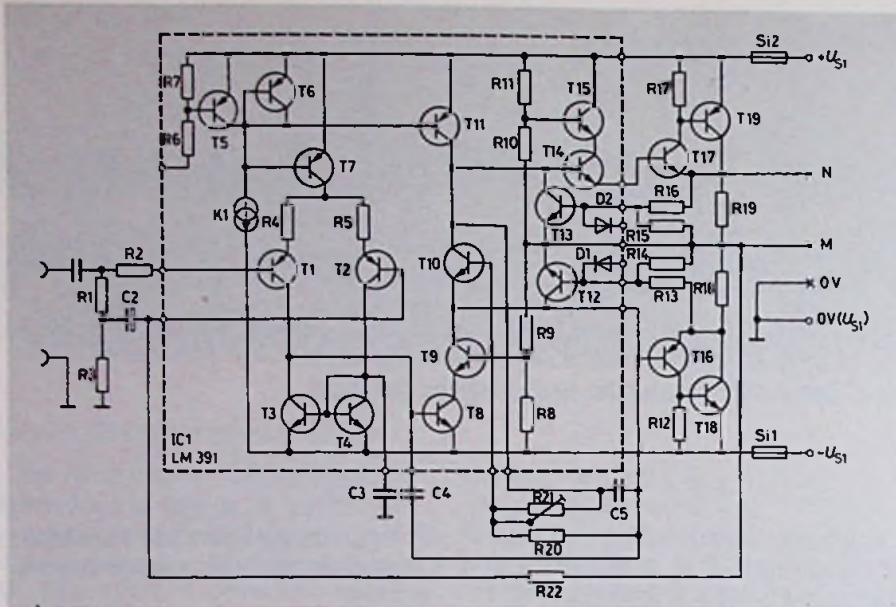 Si2
+U_S1
R7
T6
R11
T15
R17
T19
T5
T11
R6
R10
T14
T17
T7
N
K1
R4
R5
D2
R16
R19
T13
R15
M
R2
T1
T2
T10
D1
R14
0V
R1
C2
T12
R13
R18
0V(U_S1)
R9
T16
R3
T9
T3
T4
T8
R8
R12
T18
IC1
LM 391
Si1
-U_S1
C3
C4
R21
C5
R20
R22